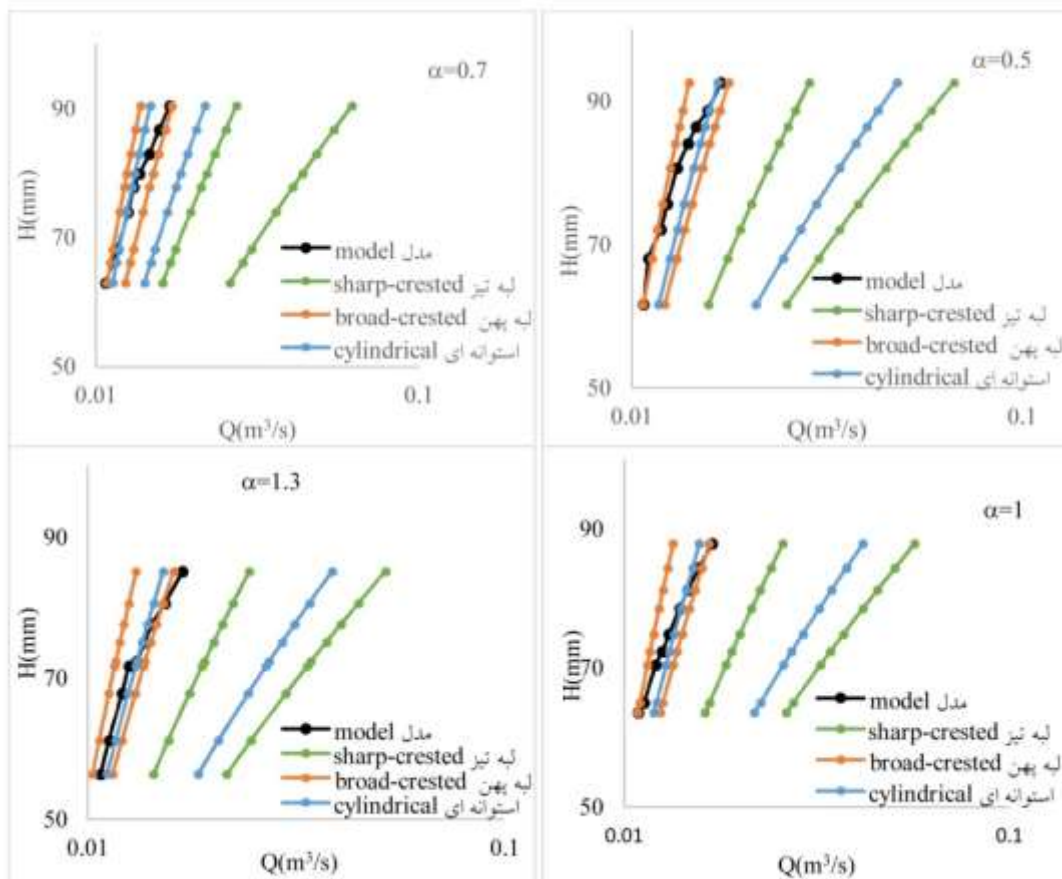 α=0.7
90
70
50
H(mm)
model مدل
sharp-crested لبه تیز
broad-crested لبه پهن
cylindrical استوانه ای
0.01
0.1
Q(m³/s)
α=0.5
90
70
50
H(mm)
model مدل
sharp-crested لبه تیز
broad-crested لبه پهن
cylindrical استوانه ای
0.01
0.1
Q(m³/s)
α=1.3
90
70
50
H(mm)
model مدل
sharp-crested لبه تیز
broad-crested لبه پهن
cylindrical استوانه ای
0.01
0.1
Q(m³/s)
α=1
90
70
50
H(mm)
model مدل
sharp-crested لبه تیز
broad-crested لبه پهن
cylindrical استوانه ای
0.01
0.1
Q(m³/s)